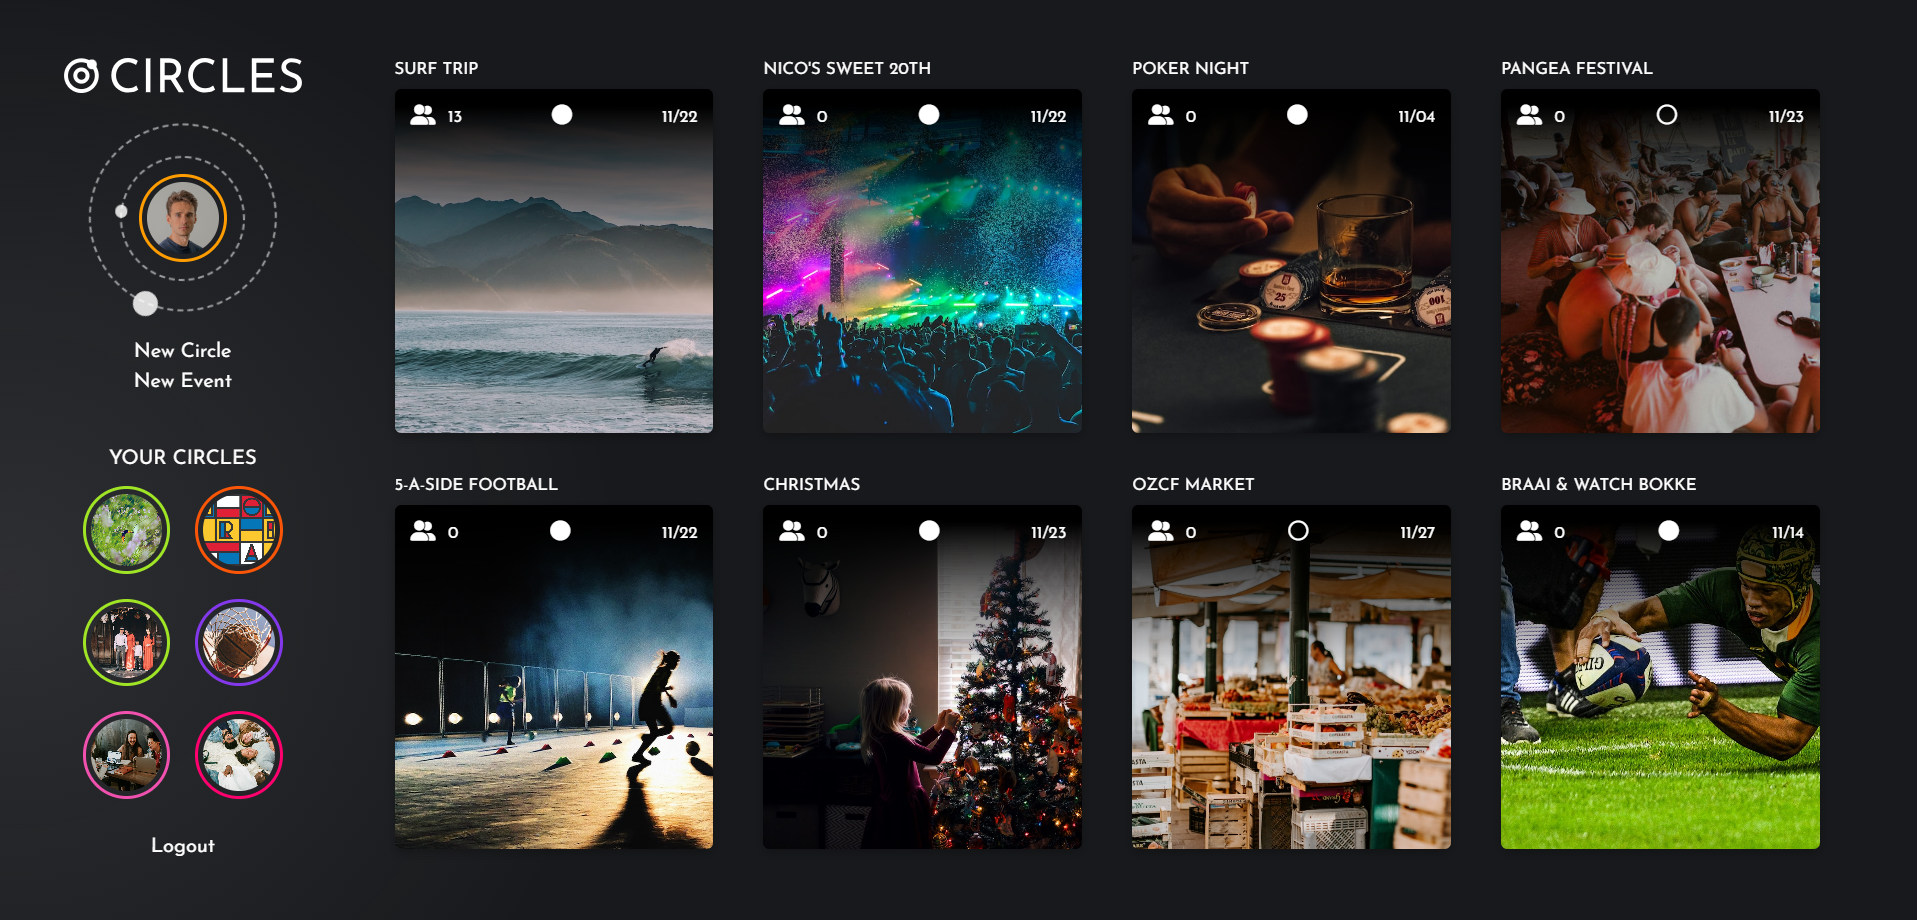 CIRCLES
New Circle
New Event
YOUR CIRCLES
Logout
SURF TRIP
13
11/22
NICO'S SWEET 20TH
0
11/22
POKER NIGHT
0
11/04
25
100
PANGEA FESTIVAL
0
11/23
5-A-SIDE FOOTBALL
0
11/22
CHRISTMAS
0
11/23
OZCF MARKET
0
11/27
BRAAI & WATCH BOKKE
0
11/14